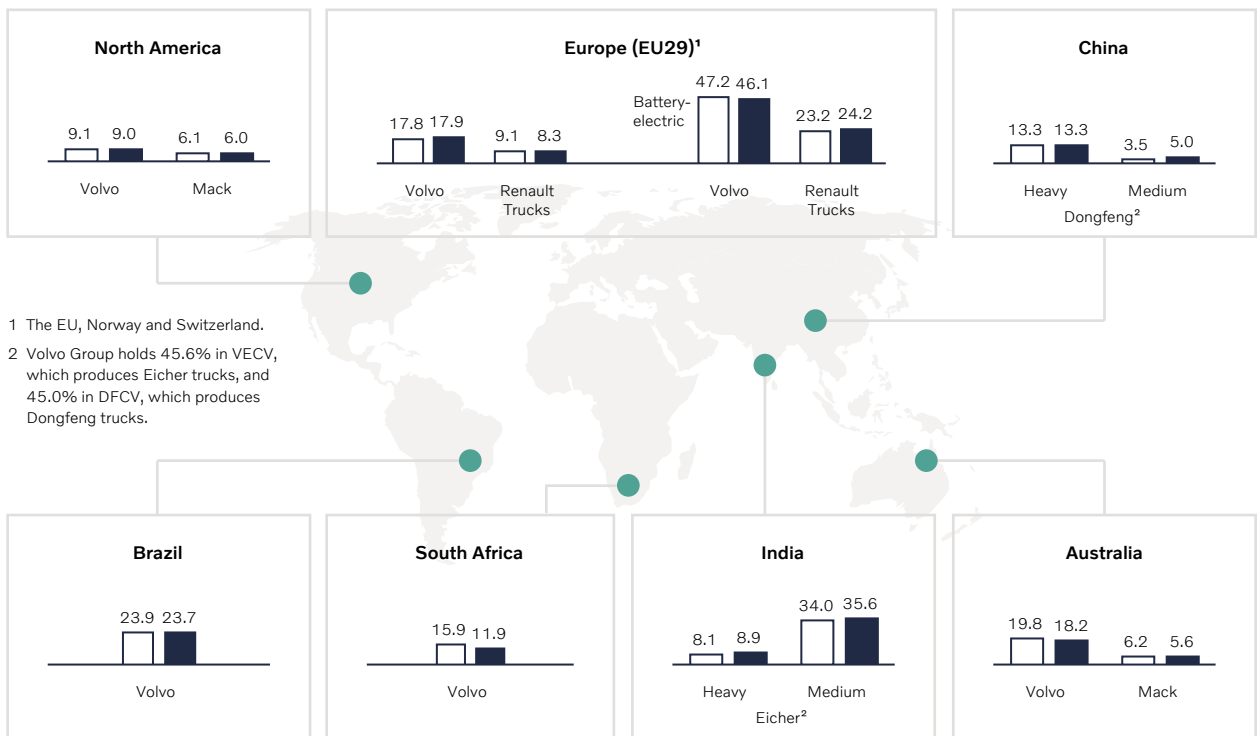 North America
9.1 9.0 6.1 6.0
Volvo Mack
Europe (EU29)¹
17.8 17.9 9.1 8.3
Volvo Renault
Trucks
Battery-
electric
47.2 46.1 23.2 24.2
Volvo Renault
Trucks
China
13.3 13.3 3.5 5.0
Heavy Medium
Dongfeng²
1 The EU, Norway and Switzerland.
2 Volvo Group holds 45.6% in VECV,
which produces Eicher trucks, and
45.0% in DFCV, which produces
Dongfeng trucks.
Brazil
23.9 23.7
Volvo
South Africa
15.9 11.9
Volvo
India
8.1 8.9 34.0 35.6
Heavy Medium
Eicher²
Australia
19.8 18.2 6.2 5.6
Volvo Mack